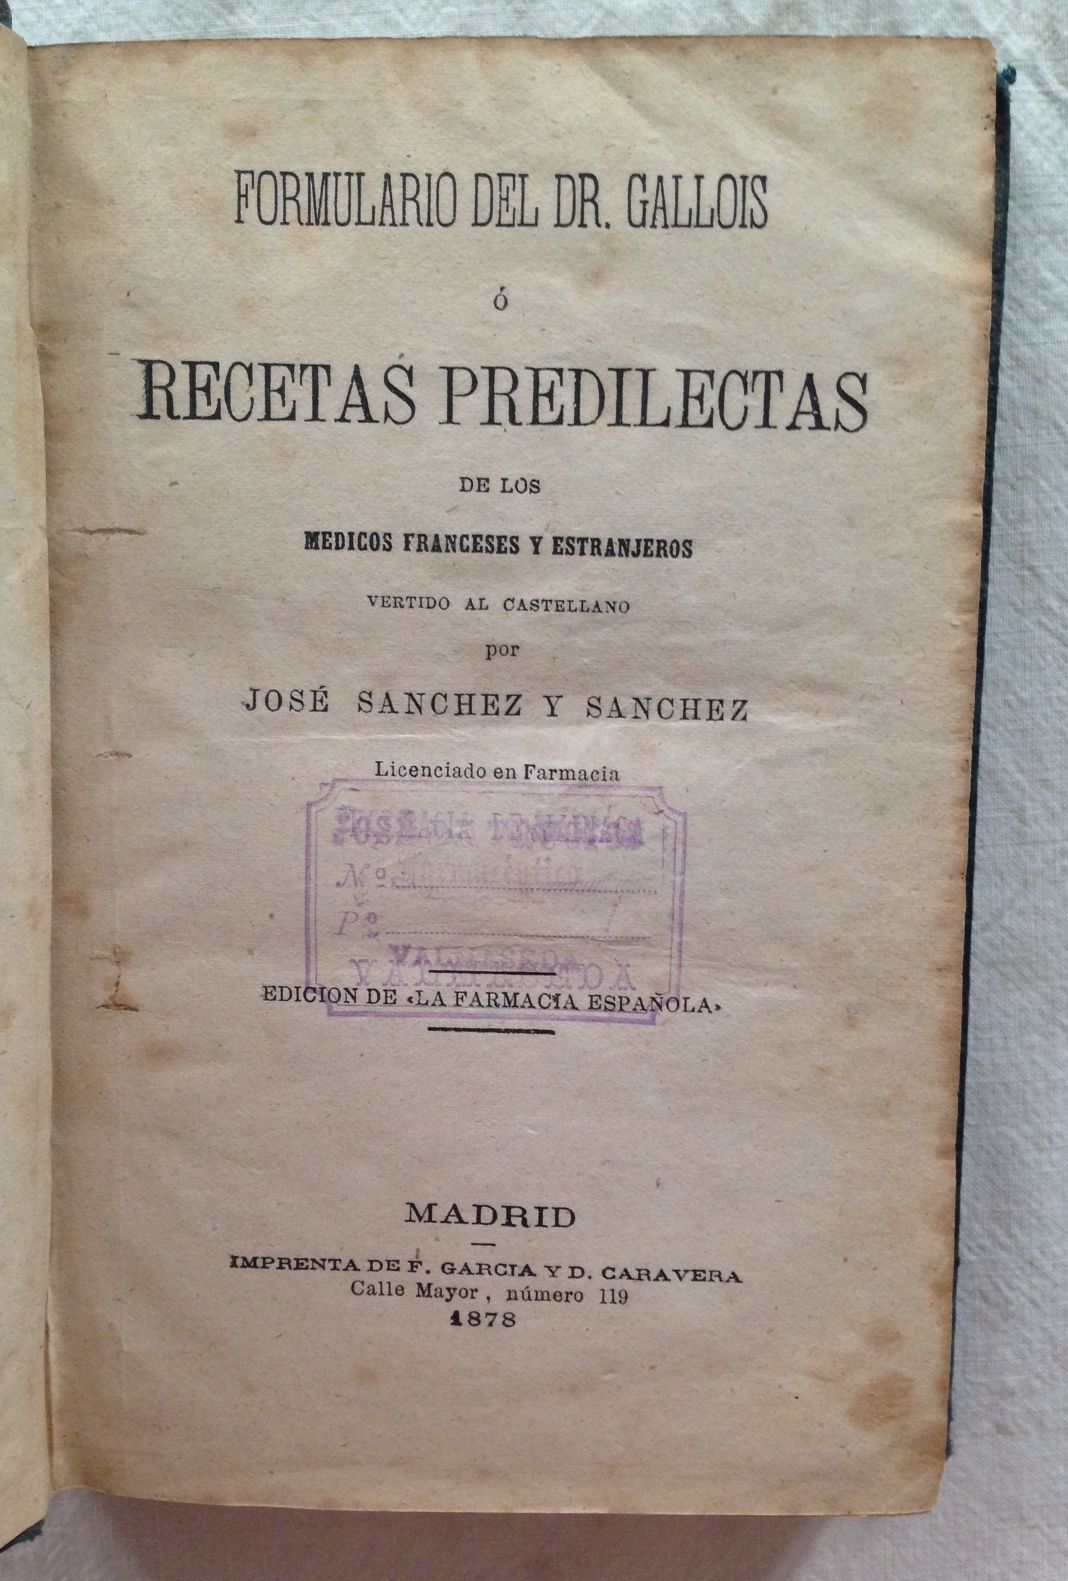 FORMULARIO DEL DR. GALLOIS
ó
RECETAS PREDILECTAS
DE LOS
MEDICOS FRANCESES Y ESTRANJEROS
VERTIDO AL CASTELLANO
por
JOSÉ SANCHEZ Y SANCHEZ
Licenciado en Farmacia
Nº
Pº
EDICION DE «LA FARMACIA ESPAÑOLA»
MADRID
IMPRENTA DE F. GARCIA Y D. CARAVERA
Calle Mayor, número 119
1878